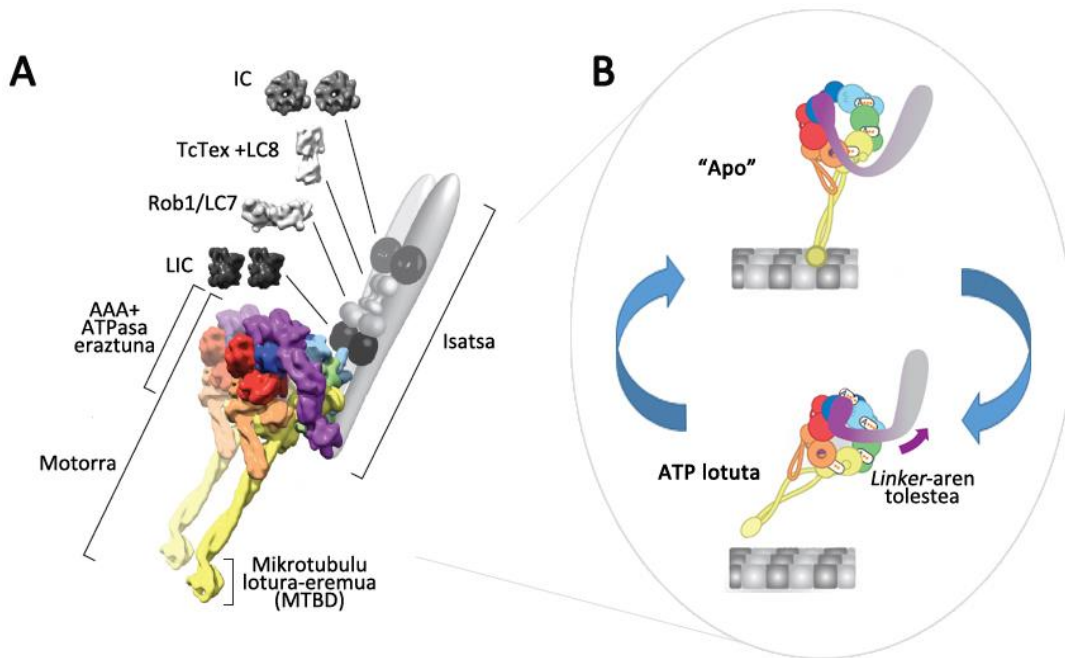 A
IC
TcTex +LC8
Rob1/LC7
LIC
AAA+
ATPasa
eraztuna
Motorra
Isatsa
Mikrotubulu
lotura-eremua
(MTBD)
B
“Apo”
ATP lotuta
Linker-aren
tolestea